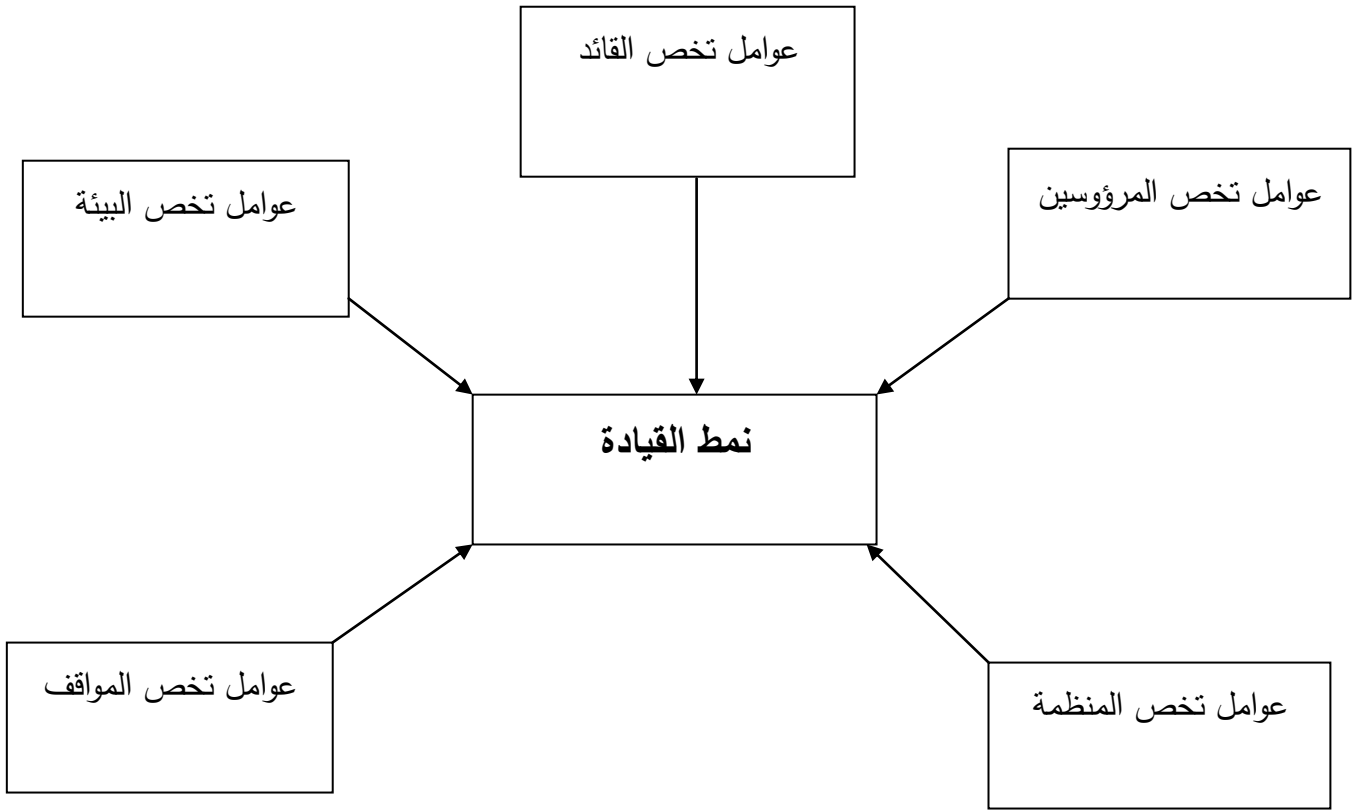 عوامل تخص القائد
عوامل تخص المرؤوسين
عوامل تخص البيئة
نمط القيادة
عوامل تخص المواقف
عوامل تخص المنظمة